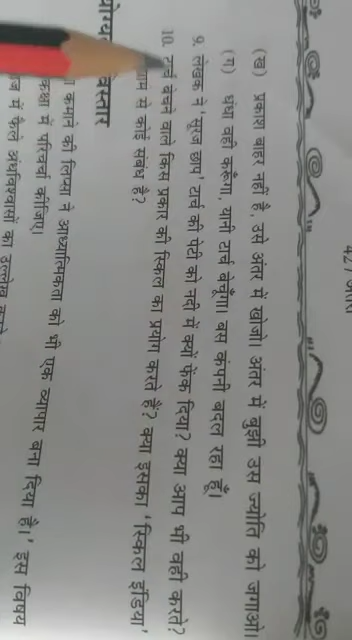 42 / अंतरा
(ख) प्रकाश बाहर नहीं है, उसे अंतर में खोजो। अंतर में बुझी उस ज्योति को जगाओ।
(ग) धंधा वही करूँगा, यानी टार्च बेचूँगा। बस कंपनी बदल रहा हूँ।
9. लेखक ने 'सूरज छाप' टार्च की पेटी को नदी में क्यों फेंक दिया? क्या आप भी वही करते?
10. टार्च बेचने वाले किस प्रकार की स्किल का प्रयोग करते हैं? क्या इसका 'स्किल इंडिया'
से कोई संबंध है?
विस्तार
कमाने की लिप्सा ने आध्यात्मिकता को भी एक व्यापार बना दिया है।' इस विषय
कक्षा में परिचर्चा कीजिए।
में फैले अंधविश्वासों का उल्लेख